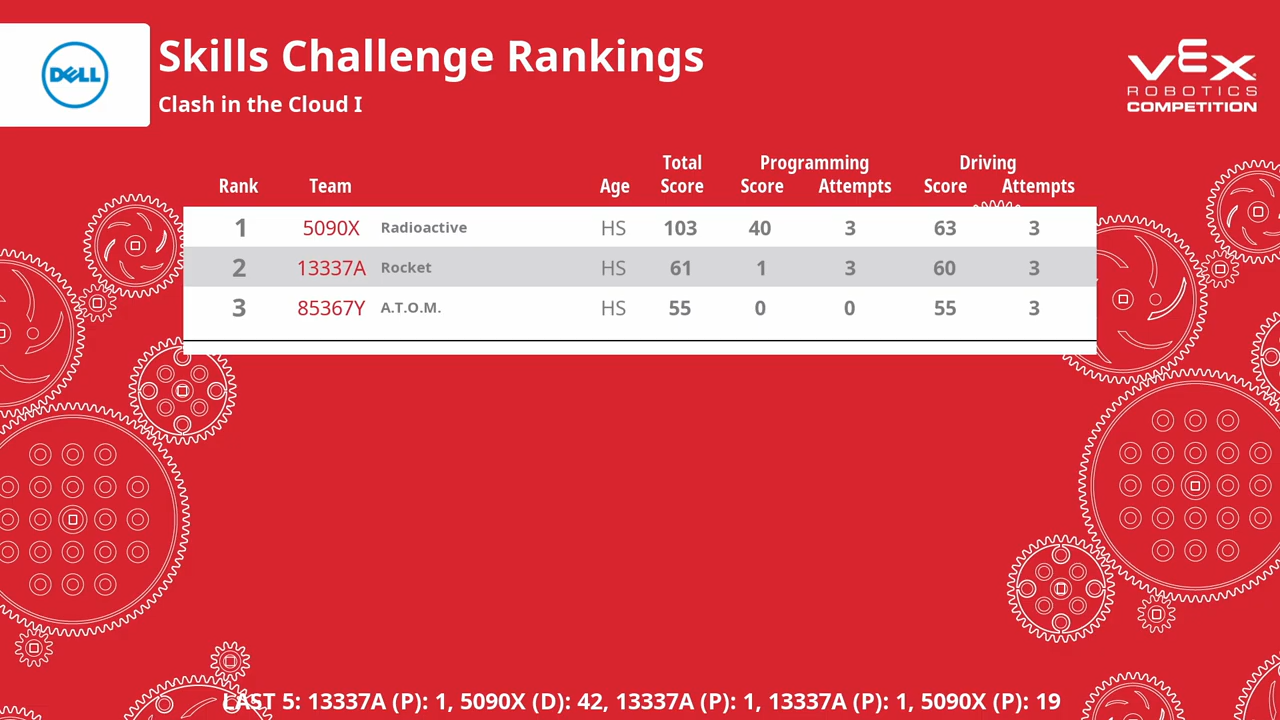 DELL
Skills Challenge Rankings
Clash in the Cloud I
VEX
ROBOTICS
COMPETITION
Total Programming Driving
Rank Team Age Score Score Attempts Score Attempts
1 5090X Radioactive HS 103 40 3 63 3
2 13337A Rocket HS 61 1 3 60 3
3 85367Y A.T.O.M. HS 55 0 0 55 3
LAST 5: 13337A (P): 1, 5090X (D): 42, 13337A (P): 1, 13337A (P): 1, 5090X (P): 19